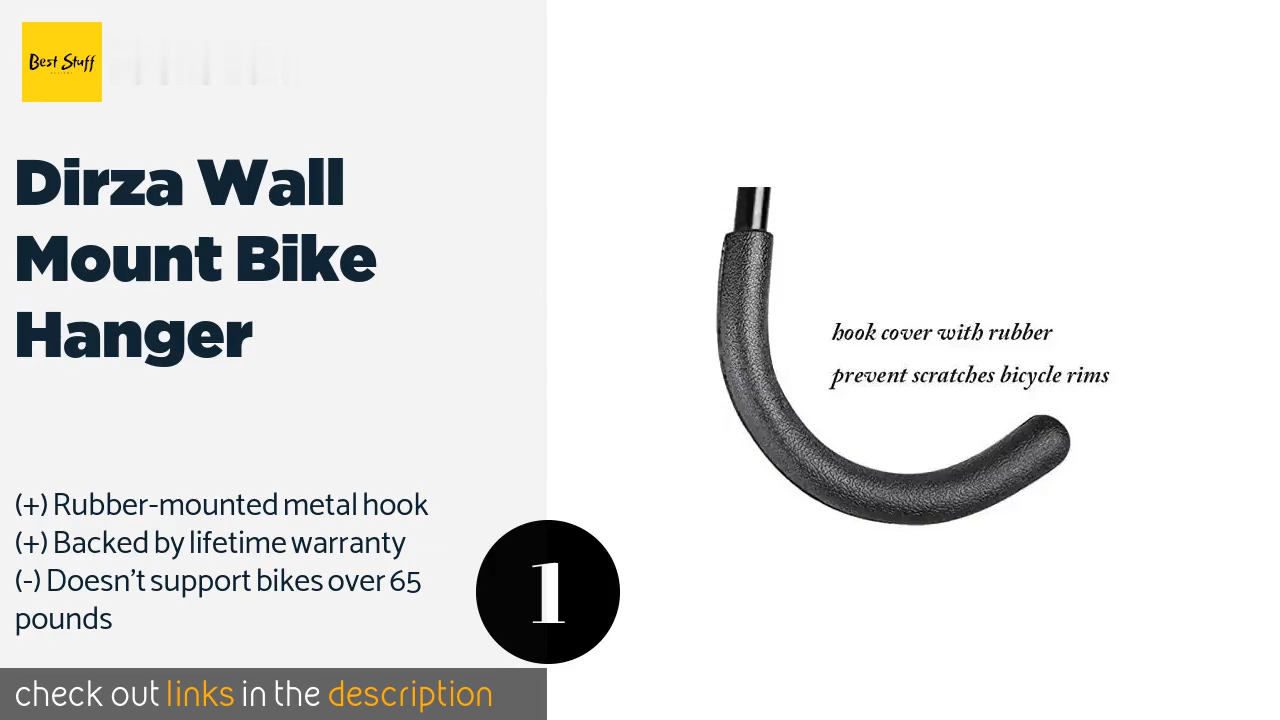 Best Stuff
Dirza Wall
Mount Bike
Hanger
hook cover with rubber
prevent scratches bicycle rims
(+) Rubber-mounted metal hook
(+) Backed by lifetime warranty
(-) Doesn't support bikes over 65
pounds
1
check out links in the description